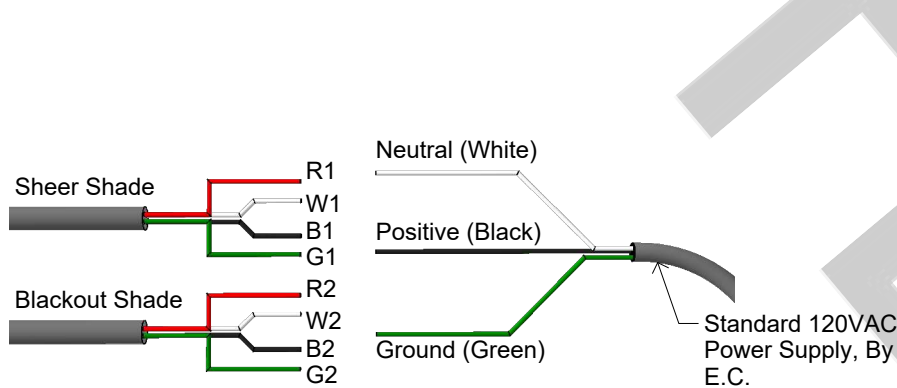 Sheer Shade
R1
W1
B1
G1
Blackout Shade
R2
W2
B2
G2
Neutral (White)
Positive (Black)
Ground (Green)
Standard 120VAC
Power Supply, By
E.C.